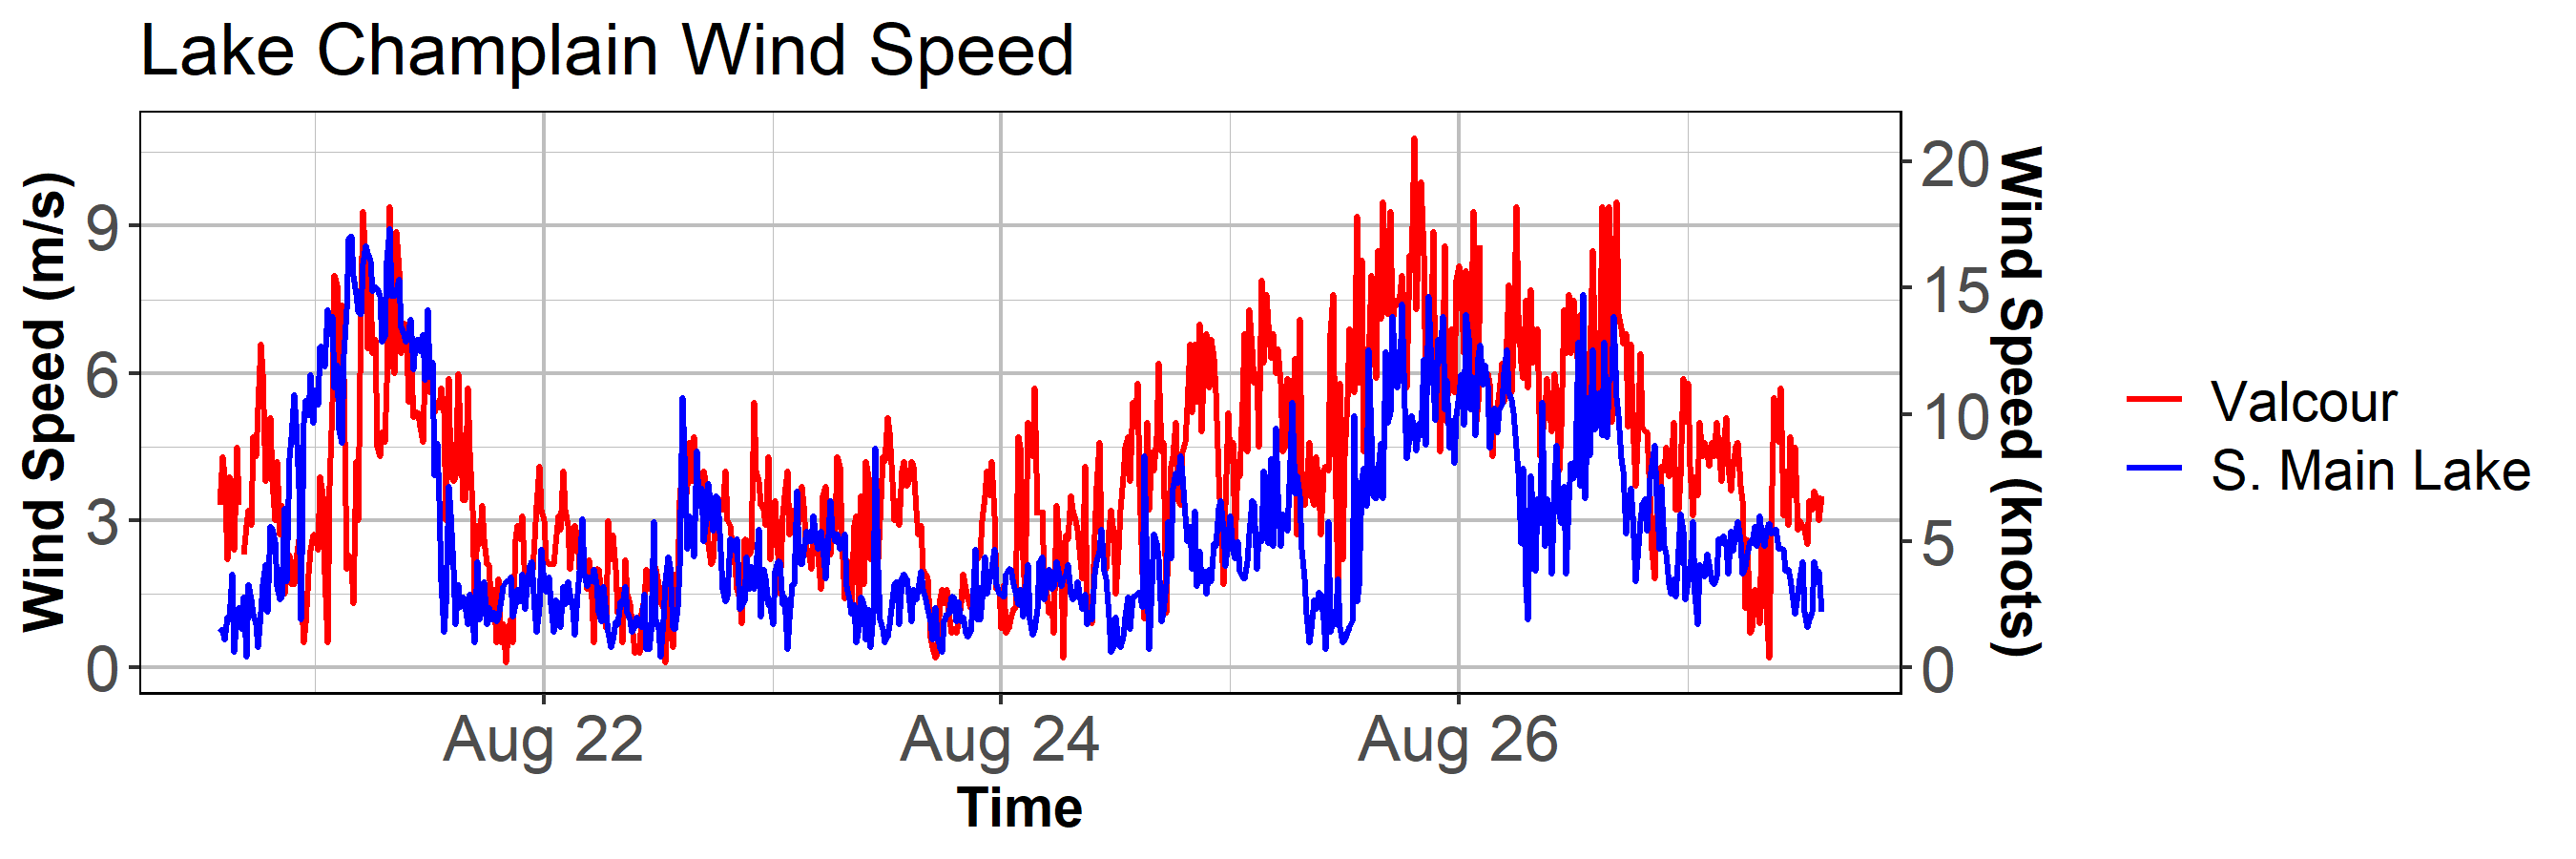 Lake Champlain Wind Speed
Wind Speed (m/s)
9
6
3
0
20
15
10
5
0
Wind Speed (knots)
Aug 22
Aug 24
Aug 26
Time
Valcour
S. Main Lake